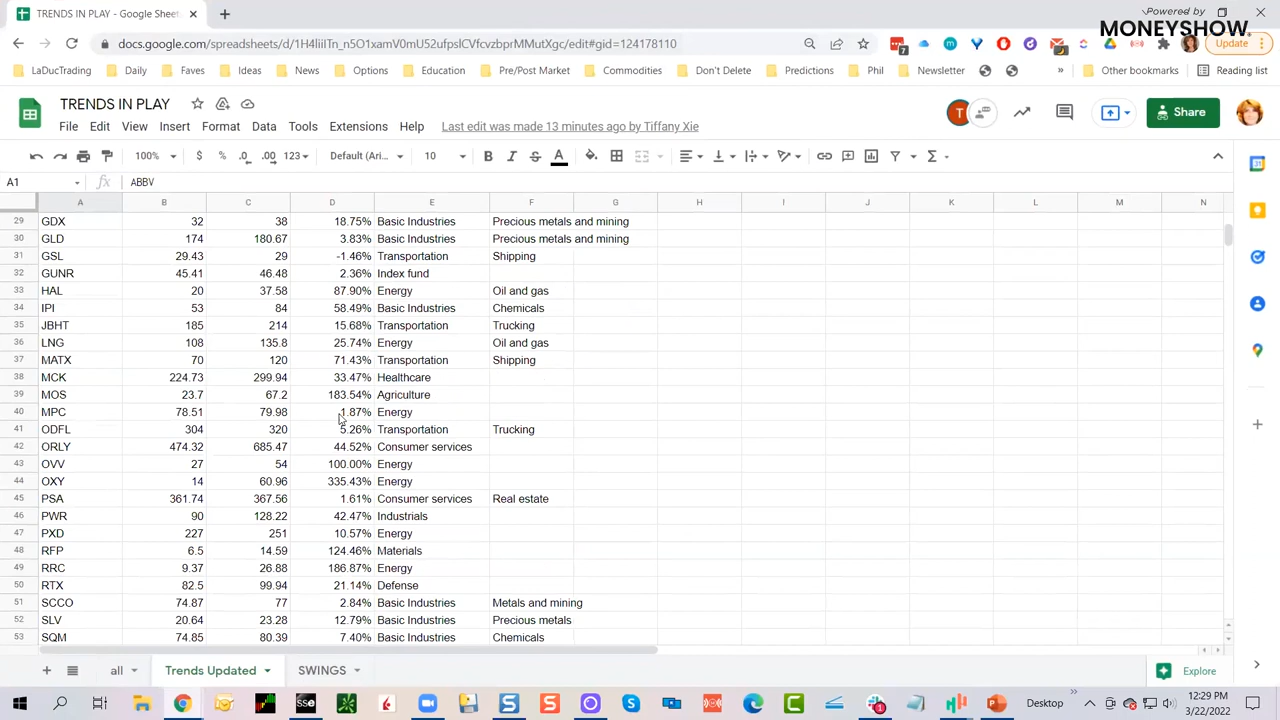 Powered by
MONEYSHOW
TRENDS IN PLAY - Google Sheet
docs.google.com/spreadsheets/d/
Update
LaDucTrading Daily Faves Ideas News Options Education Pre/Post Market Commodities Don't Delete Predictions Phil Newsletter » Other bookmarks Reading list
TRENDS IN PLAY
File Edit View Insert Format Data Tools Extensions Help Last edit was made 13 minutes ago by Tiffany Xie
T
Share
100% $ % .0 .00 123 Default (Ari... 10 B I S A Σ
A1 fx ABBV
A B C D E F G H I J K L M N
29 GDX 32 38 18.75% Basic Industries Precious metals and mining
30 GLD 174 180.67 3.83% Basic Industries Precious metals and mining
31 GSL 29.43 29 -1.46% Transportation Shipping
32 GUNR 45.41 46.48 2.36% Index fund
33 HAL 20 37.58 87.90% Energy Oil and gas
34 IPI 53 84 58.49% Basic Industries Chemicals
35 JBHT 185 214 15.68% Transportation Trucking
36 LNG 108 135.8 25.74% Energy Oil and gas
37 MATX 70 120 71.43% Transportation Shipping
38 MCK 224.73 299.94 33.47% Healthcare
39 MOS 23.7 67.2 183.54% Agriculture
40 MPC 78.51 79.98 1.87% Energy
41 ODFL 304 320 5.26% Transportation Trucking
42 ORLY 474.32 685.47 44.52% Consumer services
43 OVV 27 54 100.00% Energy
44 OXY 14 60.96 335.43% Energy
45 PSA 361.74 367.56 1.61% Consumer services Real estate
46 PWR 90 128.22 42.47% Industrials
47 PXD 227 251 10.57% Energy
48 RFP 6.5 14.59 124.46% Materials
49 RRC 9.37 26.88 186.87% Energy
50 RTX 82.5 99.94 21.14% Defense
51 SCCO 74.87 77 2.84% Basic Industries Metals and mining
52 SLV 20.64 23.28 12.79% Basic Industries Precious metals
53 SQM 74.85 80.39 7.40% Basic Industries Chemicals
all Trends Updated SWINGS Explore
Desktop 12:29 PM
3/22/2022